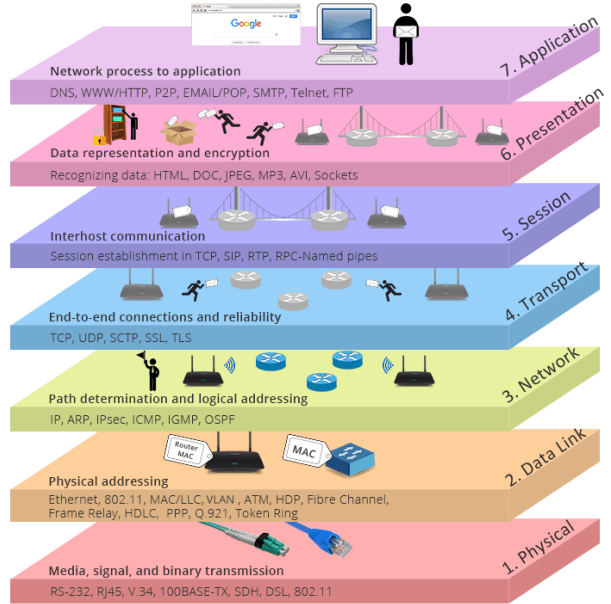 Google
7. Application
Network process to application
DNS, WWW/HTTP, P2P, EMAIL/POP, SMTP, Telnet, FTP
6. Presentation
Data representation and encryption
Recognizing data: HTML, DOC, JPEG, MP3, AVI, Sockets
5. Session
Interhost communication
Session establishment in TCP, SIP, RTP, RPC-Named pipes
4. Transport
End-to-end connections and reliability
TCP, UDP, SCTP, SSL, TLS
3. Network
Path determination and logical addressing
IP, ARP, IPsec, ICMP, IGMP, OSPF
2. Data Link
Router
MAC
MAC
Physical addressing
Ethernet, 802.11, MAC/LLC, VLAN , ATM, HDP, Fibre Channel,
Frame Relay, HDLC, PPP, Q.921, Token Ring
1. Physical
Media, signal, and binary transmission
RS-232, RJ45, V.34, 100BASE-TX, SDH, DSL, 802.11